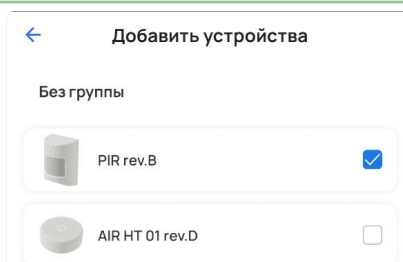 Добавить устройства
Без группы
PIR rev.B
AIR HT 01 rev.D